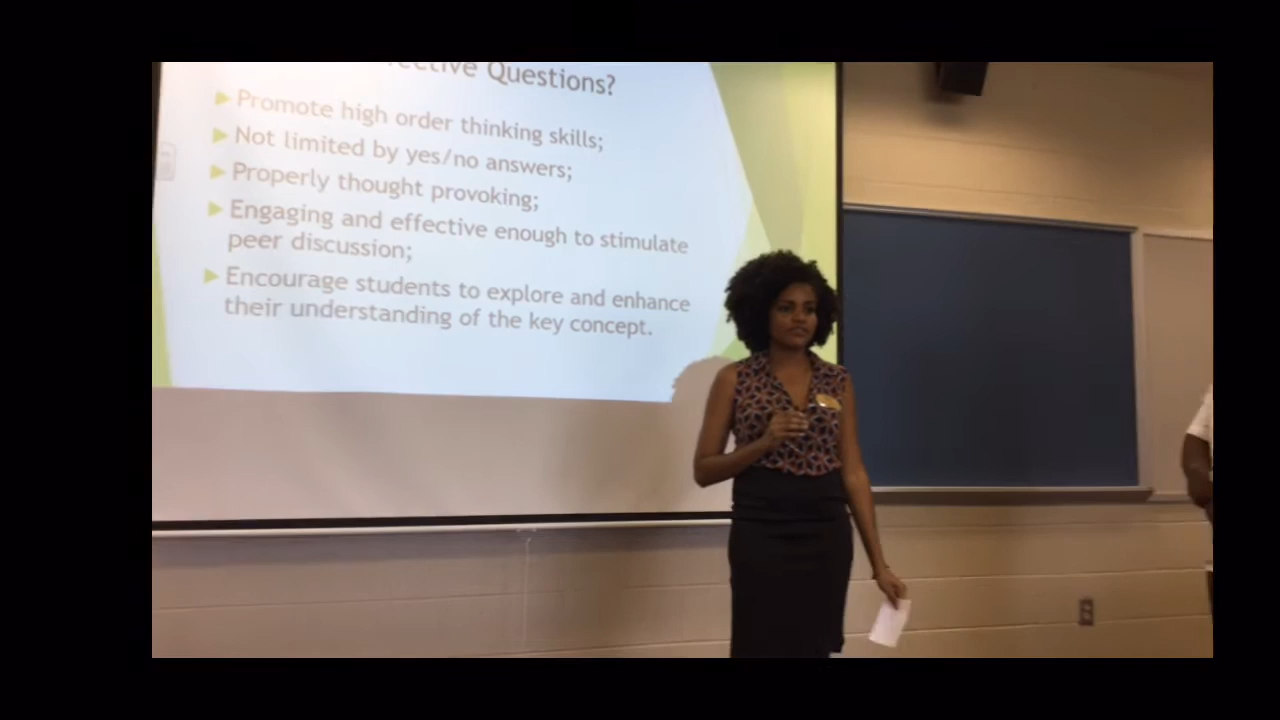 Questions?
Promote high order thinking skills;
Not limited by yes/no answers;
Properly thought provoking;
Engaging and effective enough to stimulate
peer discussion;
Encourage students to explore and enhance
their understanding of the key concept.